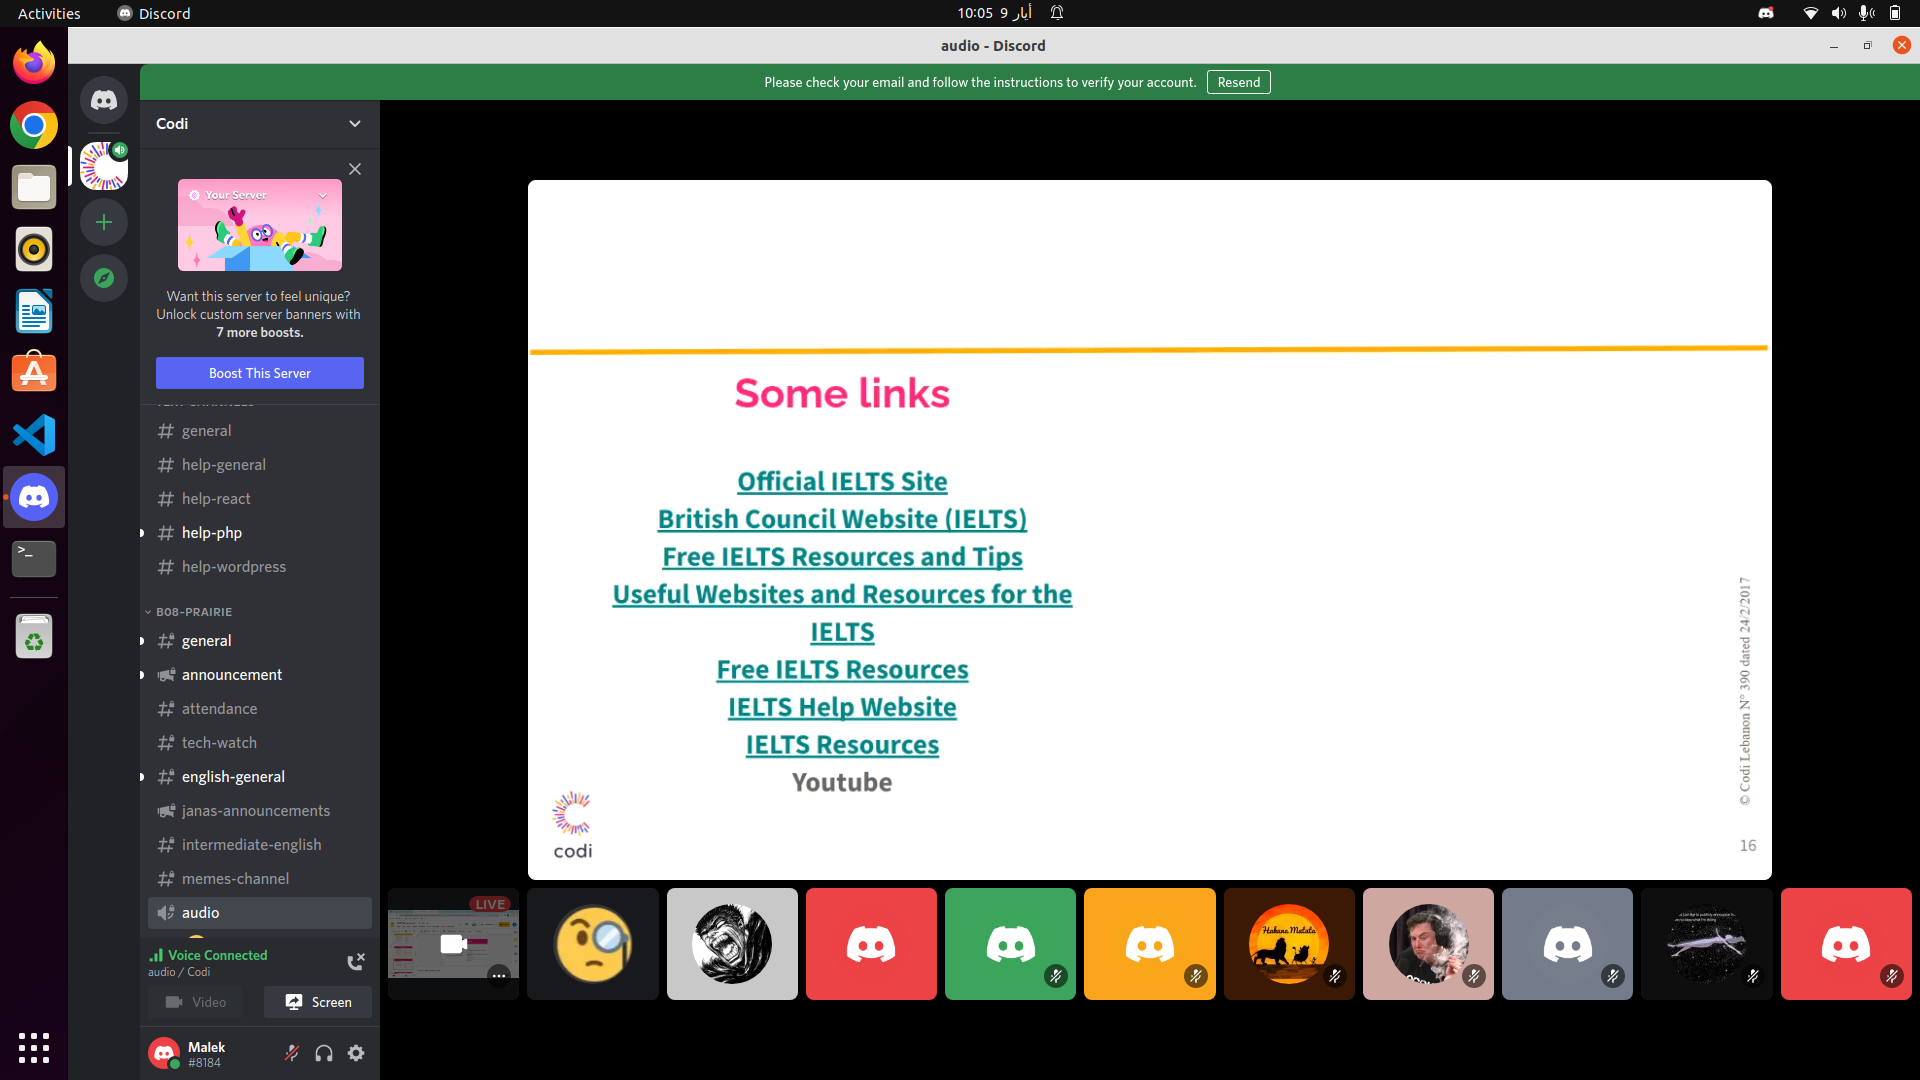 Activities
Discord
10:05 9 أيار
audio - Discord
Please check your email and follow the instructions to verify your account.
Resend
Codi
Your Server
Want this server to feel unique?
Unlock custom server banners with
7 more boosts.
Boost This Server
general
help-general
help-react
help-php
help-wordpress
B08-PRAIRIE
general
announcement
attendance
tech-watch
english-general
janas-announcements
intermediate-english
memes-channel
audio
Voice Connected
audio / Codi
Video
Screen
Malek
#8184
Some links
Official IELTS Site
British Council Website (IELTS)
Free IELTS Resources and Tips
Useful Websites and Resources for the
IELTS
Free IELTS Resources
IELTS Help Website
IELTS Resources
Youtube
codi
© Codi Lebanon N° 390 dated 24/2/2017
16
LIVE
Hakuna Matata